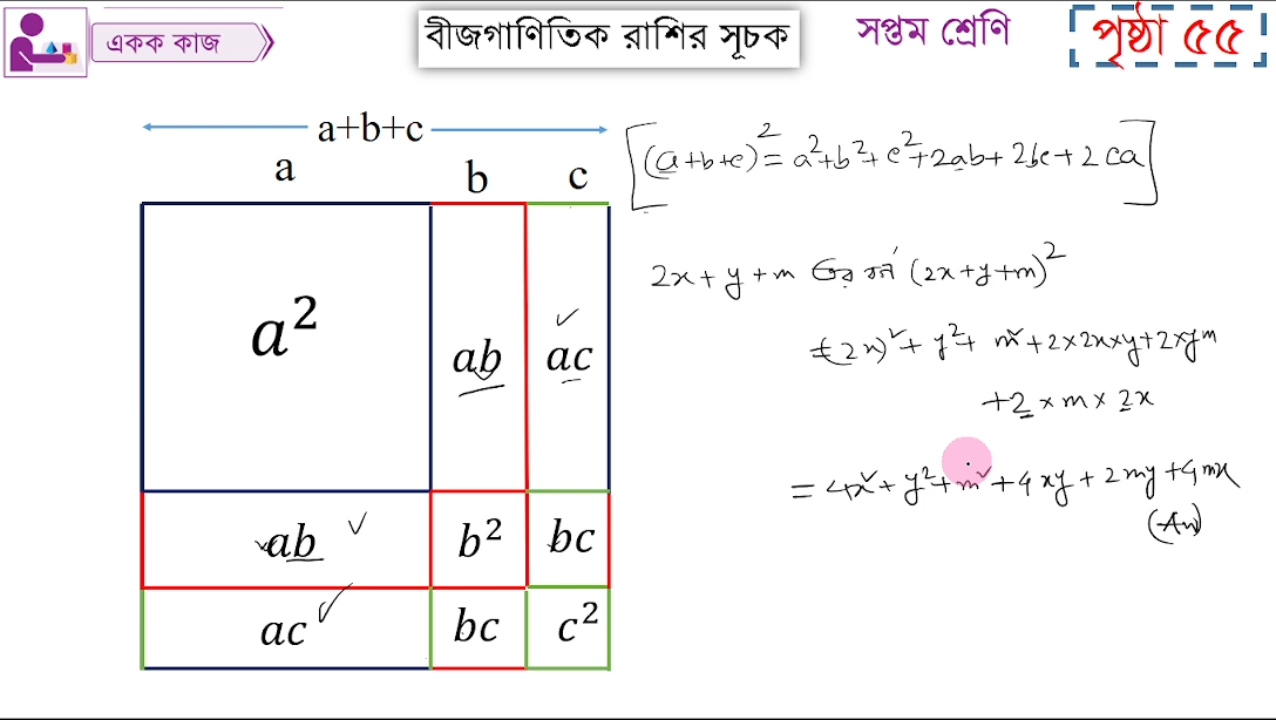 একক কাজ
বীজগাণিতিক রাশির সূচক
সপ্তম শ্রেণি
পৃষ্ঠা ৫৫
a+b+c
a b c
a² ab ac
ab b² bc
ac bc c²
[(a+b+c)² = a²+b²+c²+2ab+2bc+2ca]
2x+y+m এর বর্গ (2x+y+m)²
=(2x)²+y²+m²+2×2x×y+2×ym
+2×m×2x
= 4x²+y²+m²+4xy+2my+4mx
(An)